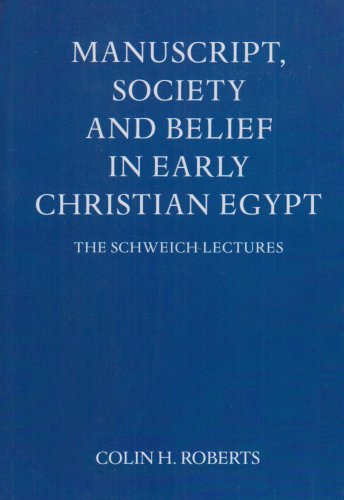 MANUSCRIPT,
SOCIETY
AND BELIEF
IN EARLY
CHRISTIAN EGYPT
THE SCHWEICH LECTURES
COLIN H. ROBERTS